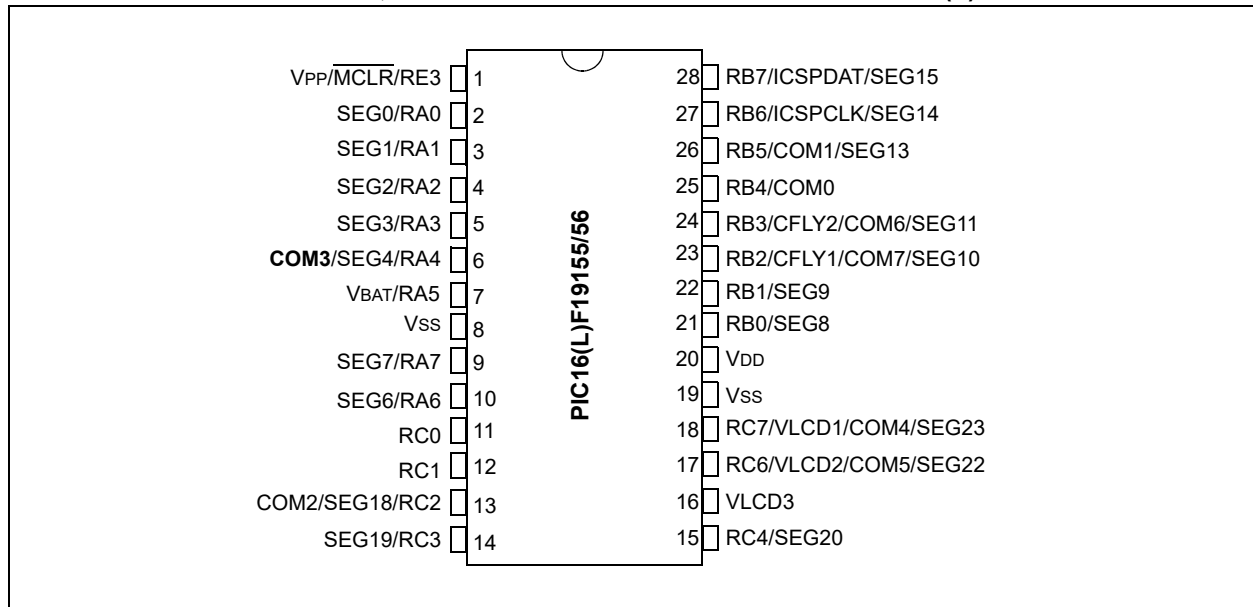 VPP/MCLR/RE3 1
SEG0/RA0 2
SEG1/RA1 3
SEG2/RA2 4
SEG3/RA3 5
COM3/SEG4/RA4 6
VBAT/RA5 7
VSS 8
SEG7/RA7 9
SEG6/RA6 10
RC0 11
RC1 12
COM2/SEG18/RC2 13
SEG19/RC3 14
PIC16(L)F19155/56
28 RB7/ICSPDAT/SEG15
27 RB6/ICSPCLK/SEG14
26 RB5/COM1/SEG13
25 RB4/COM0
24 RB3/CFLY2/COM6/SEG11
23 RB2/CFLY1/COM7/SEG10
22 RB1/SEG9
21 RB0/SEG8
20 VDD
19 VSS
18 RC7/VLCD1/COM4/SEG23
17 RC6/VLCD2/COM5/SEG22
16 VLCD3
15 RC4/SEG20